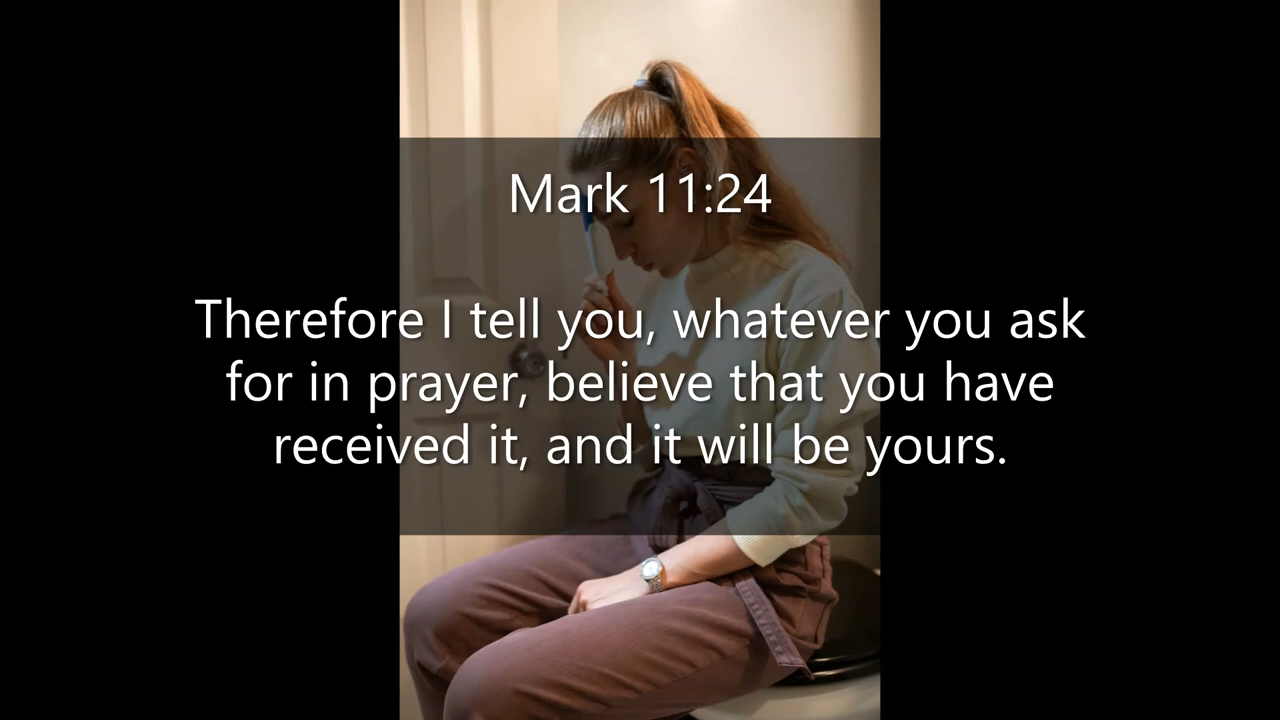 Mark 11:24
Therefore I tell you, whatever you ask
for in prayer, believe that you have
received it, and it will be yours.